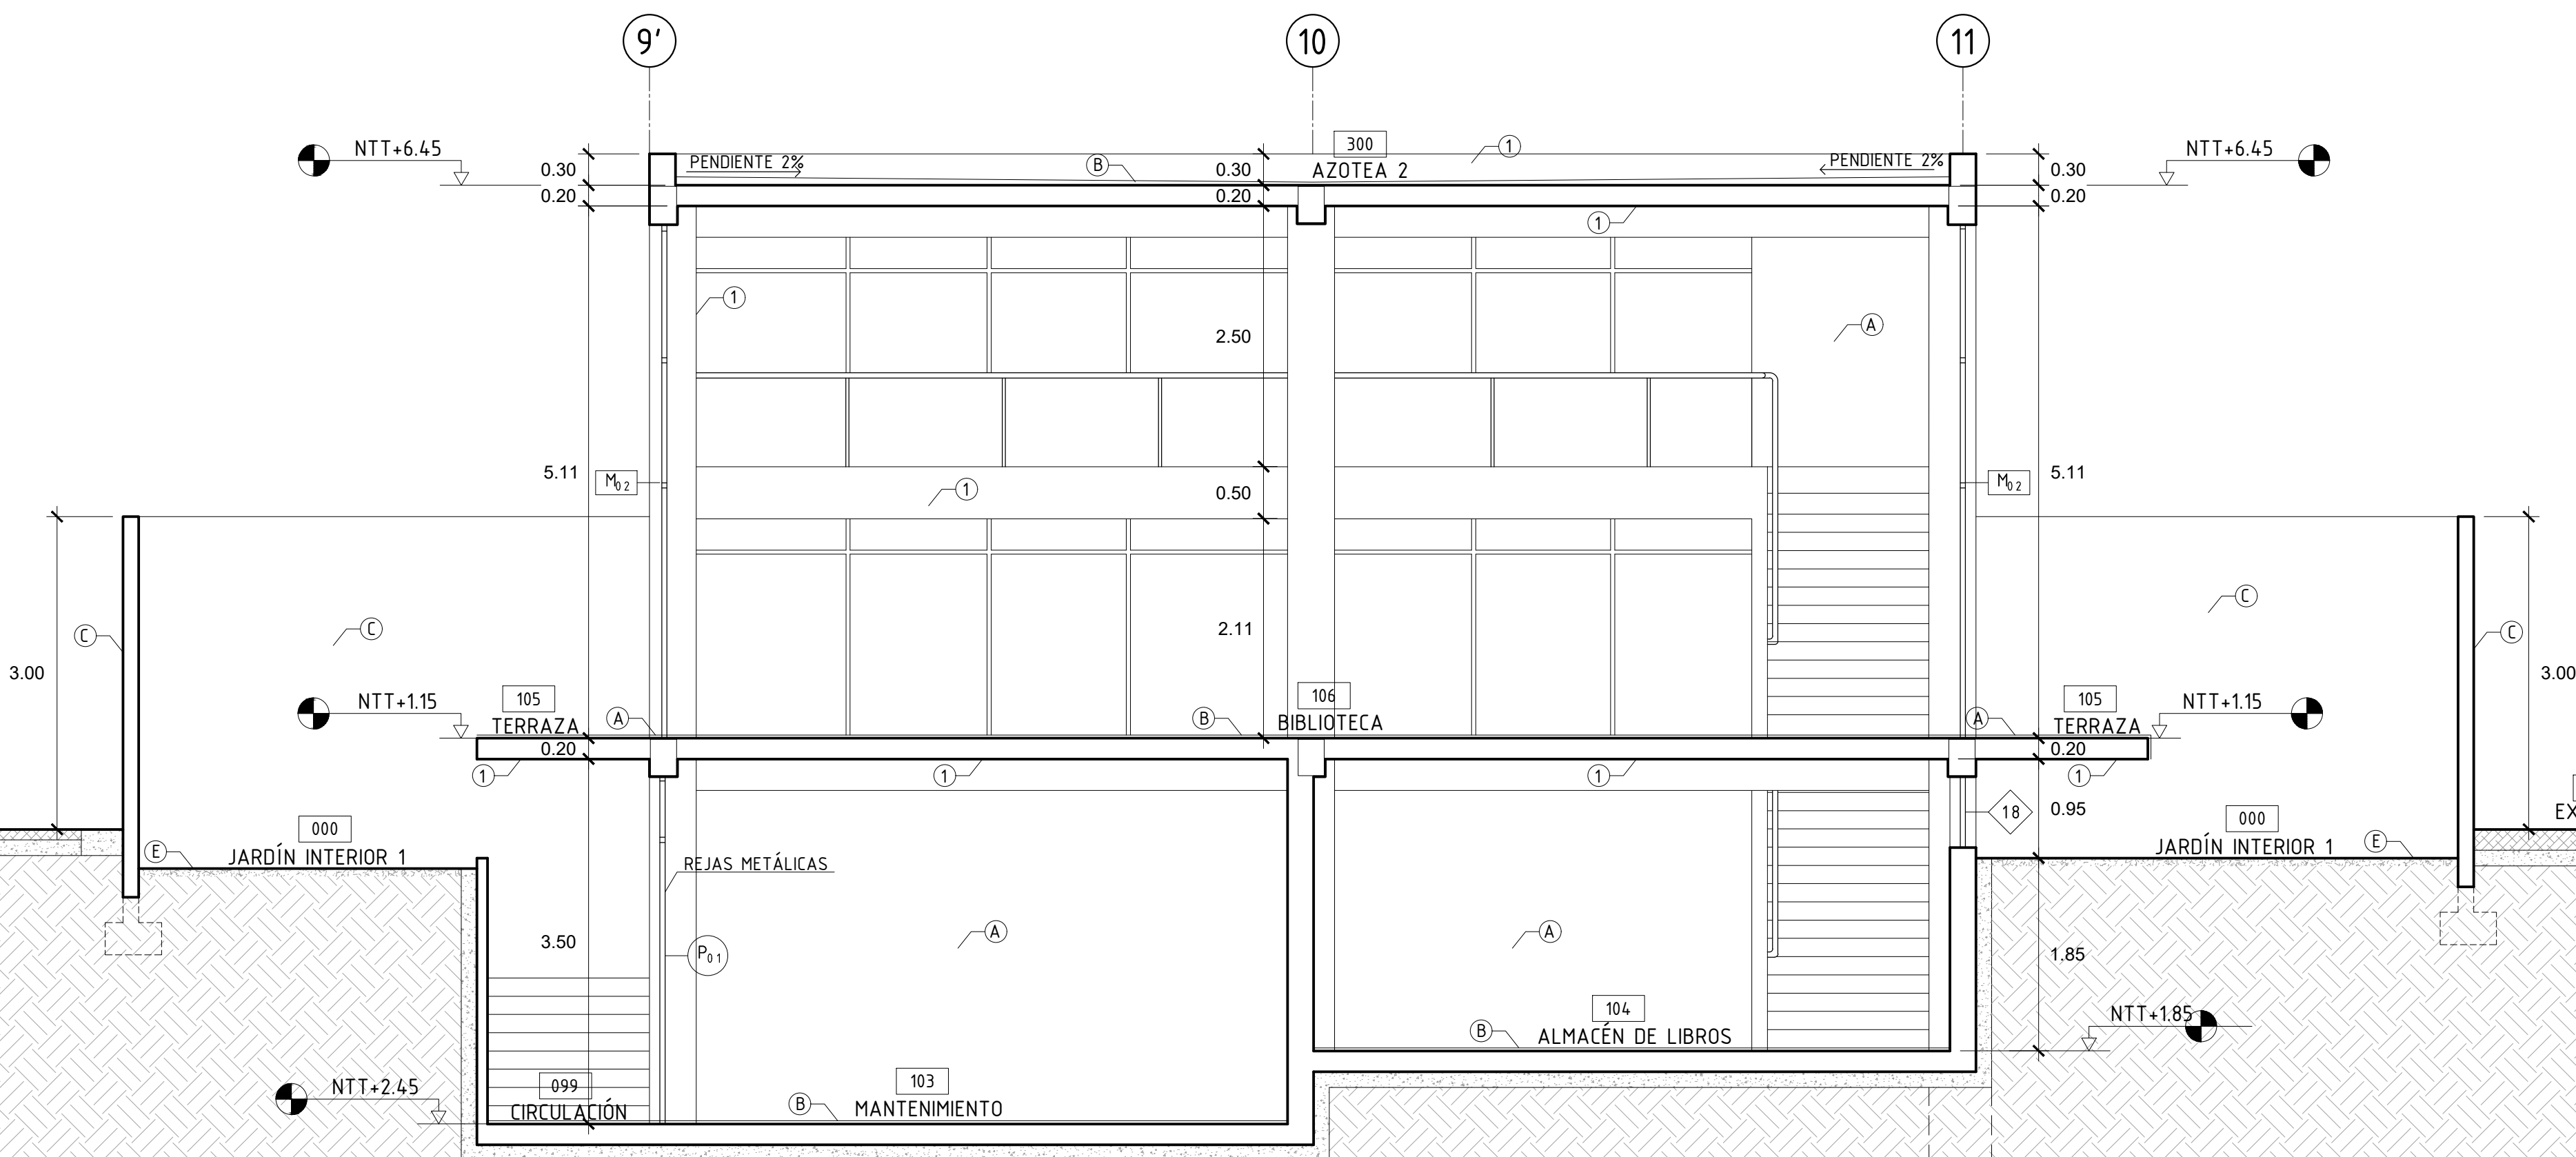 9'
10
11
NTT+6.45
0.30
0.20
PENDIENTE 2%
B
0.30
0.20
300
AZOTEA 2
1
PENDIENTE 2%
0.30
0.20
NTT+6.45
1
1
2.50
A
5.11
M02
1
0.50
M02
5.11
C
C
3.00
2.11
C
C
3.00
NTT+1.15
105
TERRAZA
A
B
106
BIBLIOTECA
A
105
TERRAZA
NTT+1.15
0.20
0.20
1
1
1
1
18
0.95
000
JARDÍN INTERIOR 1
E
REJAS METÁLICAS
000
JARDÍN INTERIOR 1
E
EX
3.50
P01
A
A
1.85
104
ALMACÉN DE LIBROS
B
NTT+1.85
NTT+2.45
099
CIRCULACIÓN
B
103
MANTENIMIENTO